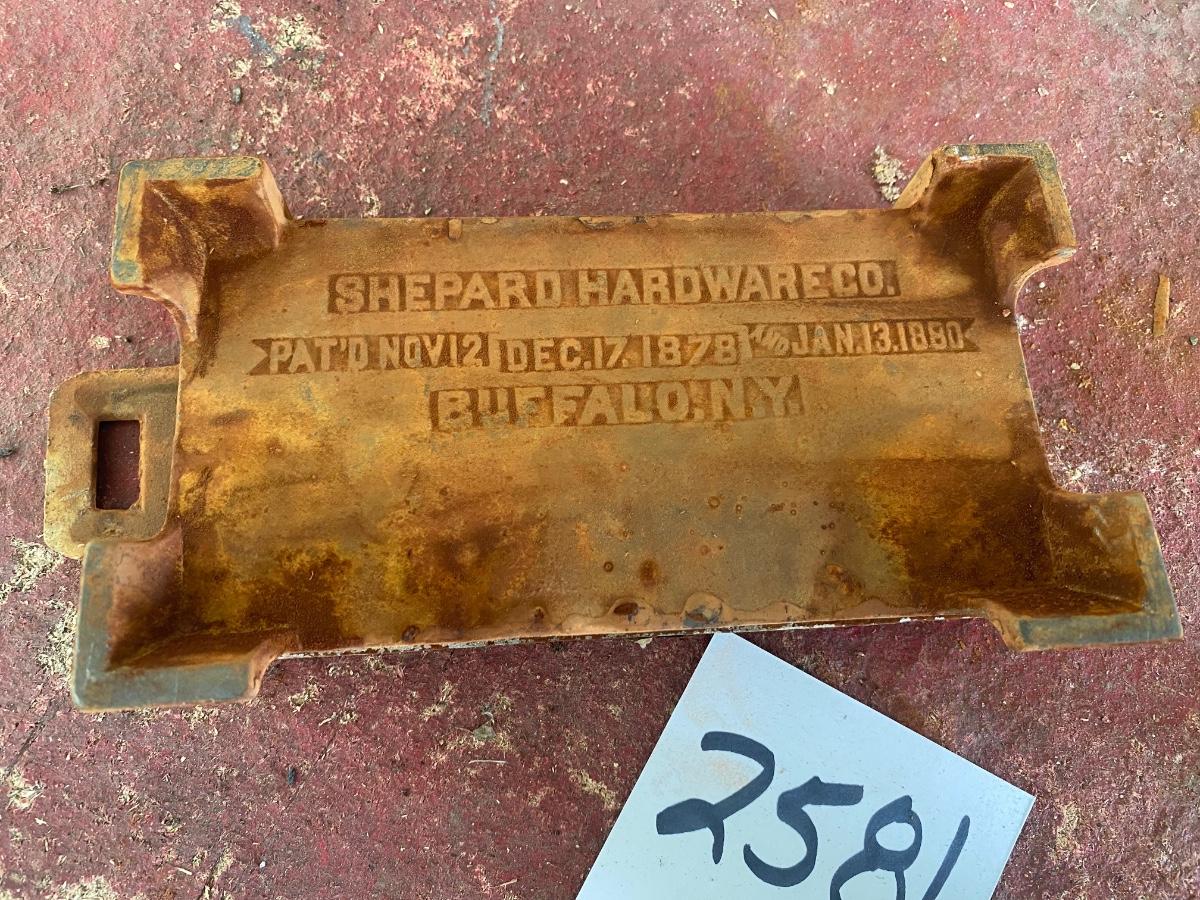 SHEPARD HARDWARE CO.
PAT'D NOV 12 DEC. 17. 1878 AND JAN. 13. 1880
BUFFALO. N.Y.
2581